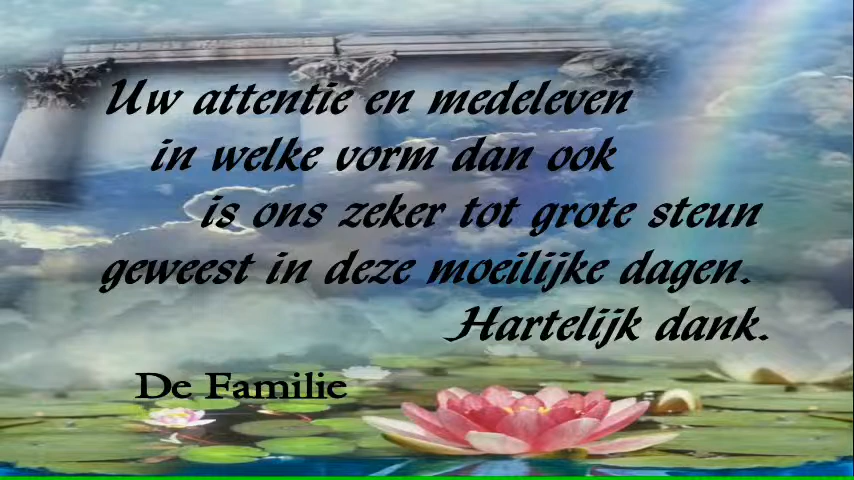 Uw attentie en medeleven
in welke vorm dan ook
is ons zeker tot grote steun
geweest in deze moeilijke dagen.
Hartelijk dank.
De Familie